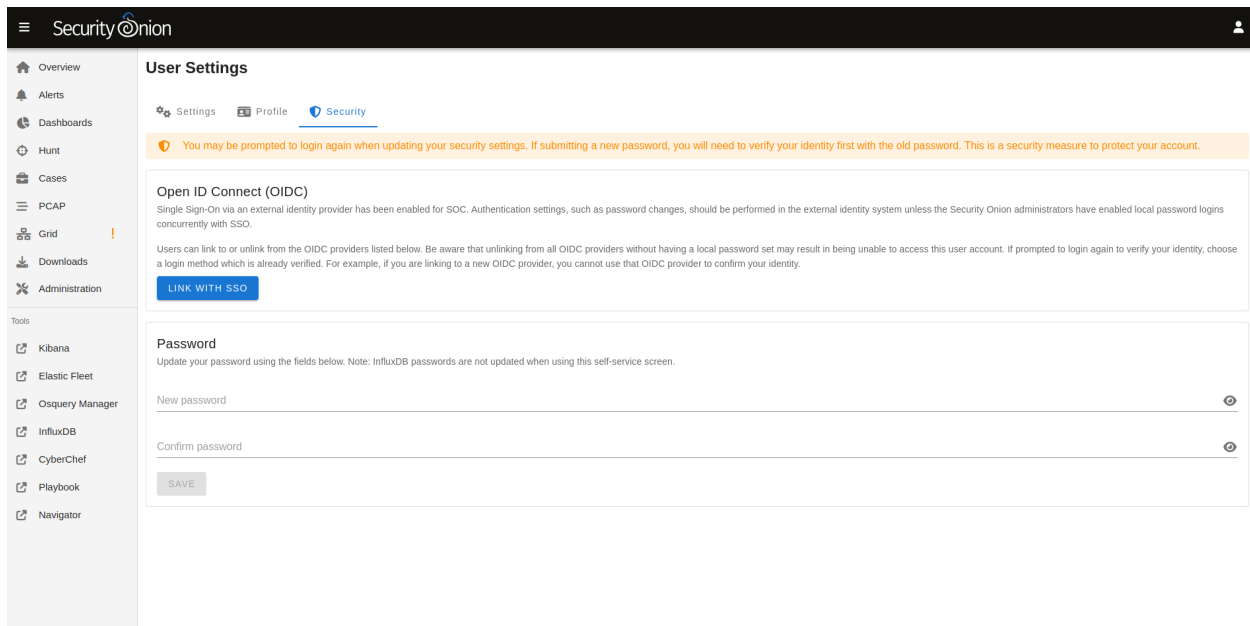 Security Onion
Overview
Alerts
Dashboards
Hunt
Cases
PCAP
Grid !
Downloads
Administration
Tools
Kibana
Elastic Fleet
Osquery Manager
InfluxDB
CyberChef
Playbook
Navigator
User Settings
Settings Profile Security
You may be prompted to login again when updating your security settings. If submitting a new password, you will need to verify your identity first with the old password. This is a security measure to protect your account.
Open ID Connect (OIDC)
Single Sign-On via an external identity provider has been enabled for SOC. Authentication settings, such as password changes, should be performed in the external identity system unless the Security Onion administrators have enabled local password logins
concurrently with SSO.
Users can link to or unlink from the OIDC providers listed below. Be aware that unlinking from all OIDC providers without having a local password set may result in being unable to access this user account. If prompted to login again to verify your identity, choose
a login method which is already verified. For example, if you are linking to a new OIDC provider, you cannot use that OIDC provider to confirm your identity.
LINK WITH SSO
Password
Update your password using the fields below. Note: InfluxDB passwords are not updated when using this self-service screen.
New password
Confirm password
SAVE